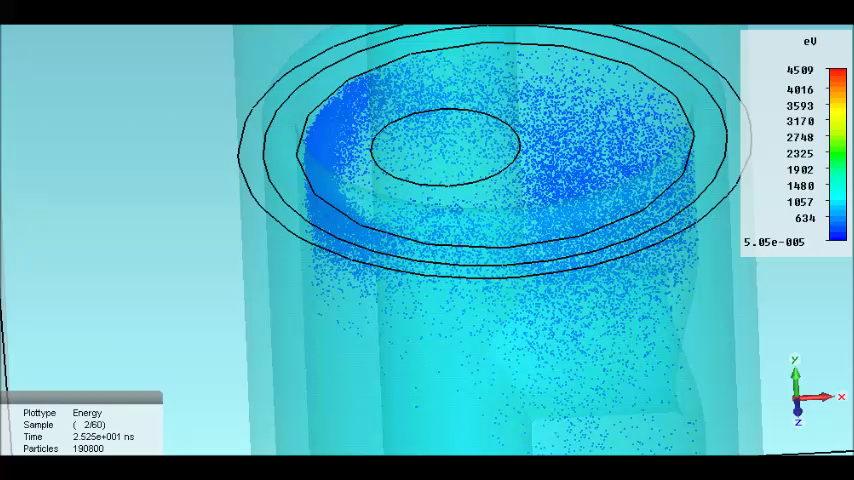 eV
4509
4016
3593
3170
2748
2325
1902
1480
1057
634
5.05e-005
Y
X
Z
Plottype Energy
Sample ( 2/60)
Time 2.525e+001 ns
Particles 190800